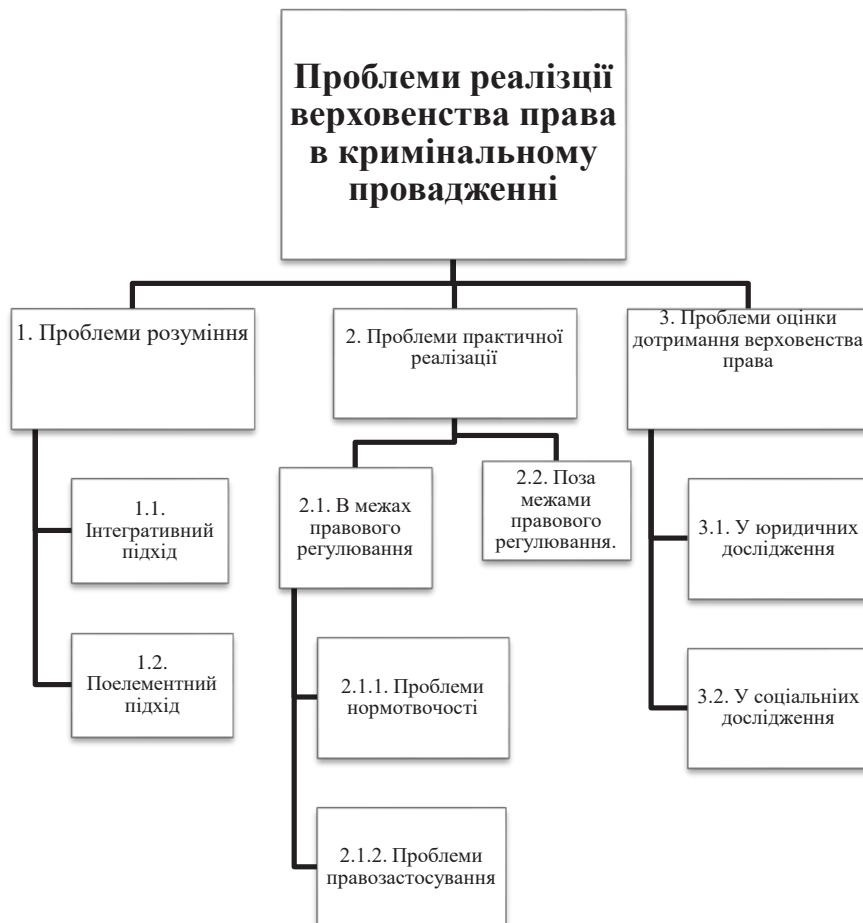 Проблеми реалізції
верховенства права
в кримінальному
провадженні
1. Проблеми розуміння
2. Проблеми практичної
реалізації
3. Проблеми оцінки
дотримання верховенства
права
1.1.
Інтегративний
підхід
1.2.
Поелементний
підхід
2.1. В межах
правового
регулювання
2.2. Поза
межами
правового
регулювання.
2.1.1. Проблеми
нормотвочості
2.1.2. Проблеми
правозастосування
3.1. У юридичних
дослідження
3.2. У соціальніих
дослідження